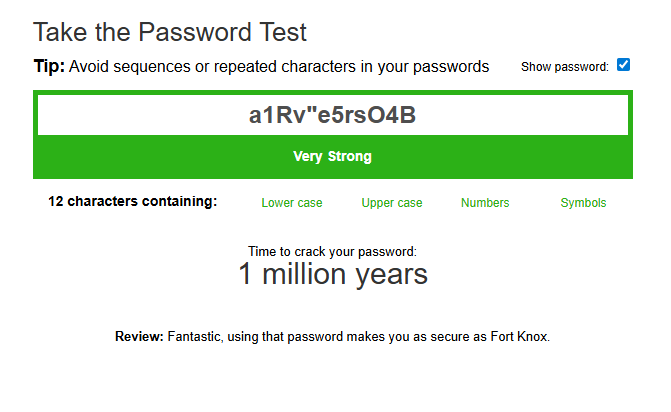 Take the Password Test
Tip: Avoid sequences or repeated characters in your passwords Show password:
a1Rv"e5rsO4B
Very Strong
12 characters containing: Lower case Upper case Numbers Symbols
Time to crack your password:
1 million years
Review: Fantastic, using that password makes you as secure as Fort Knox.